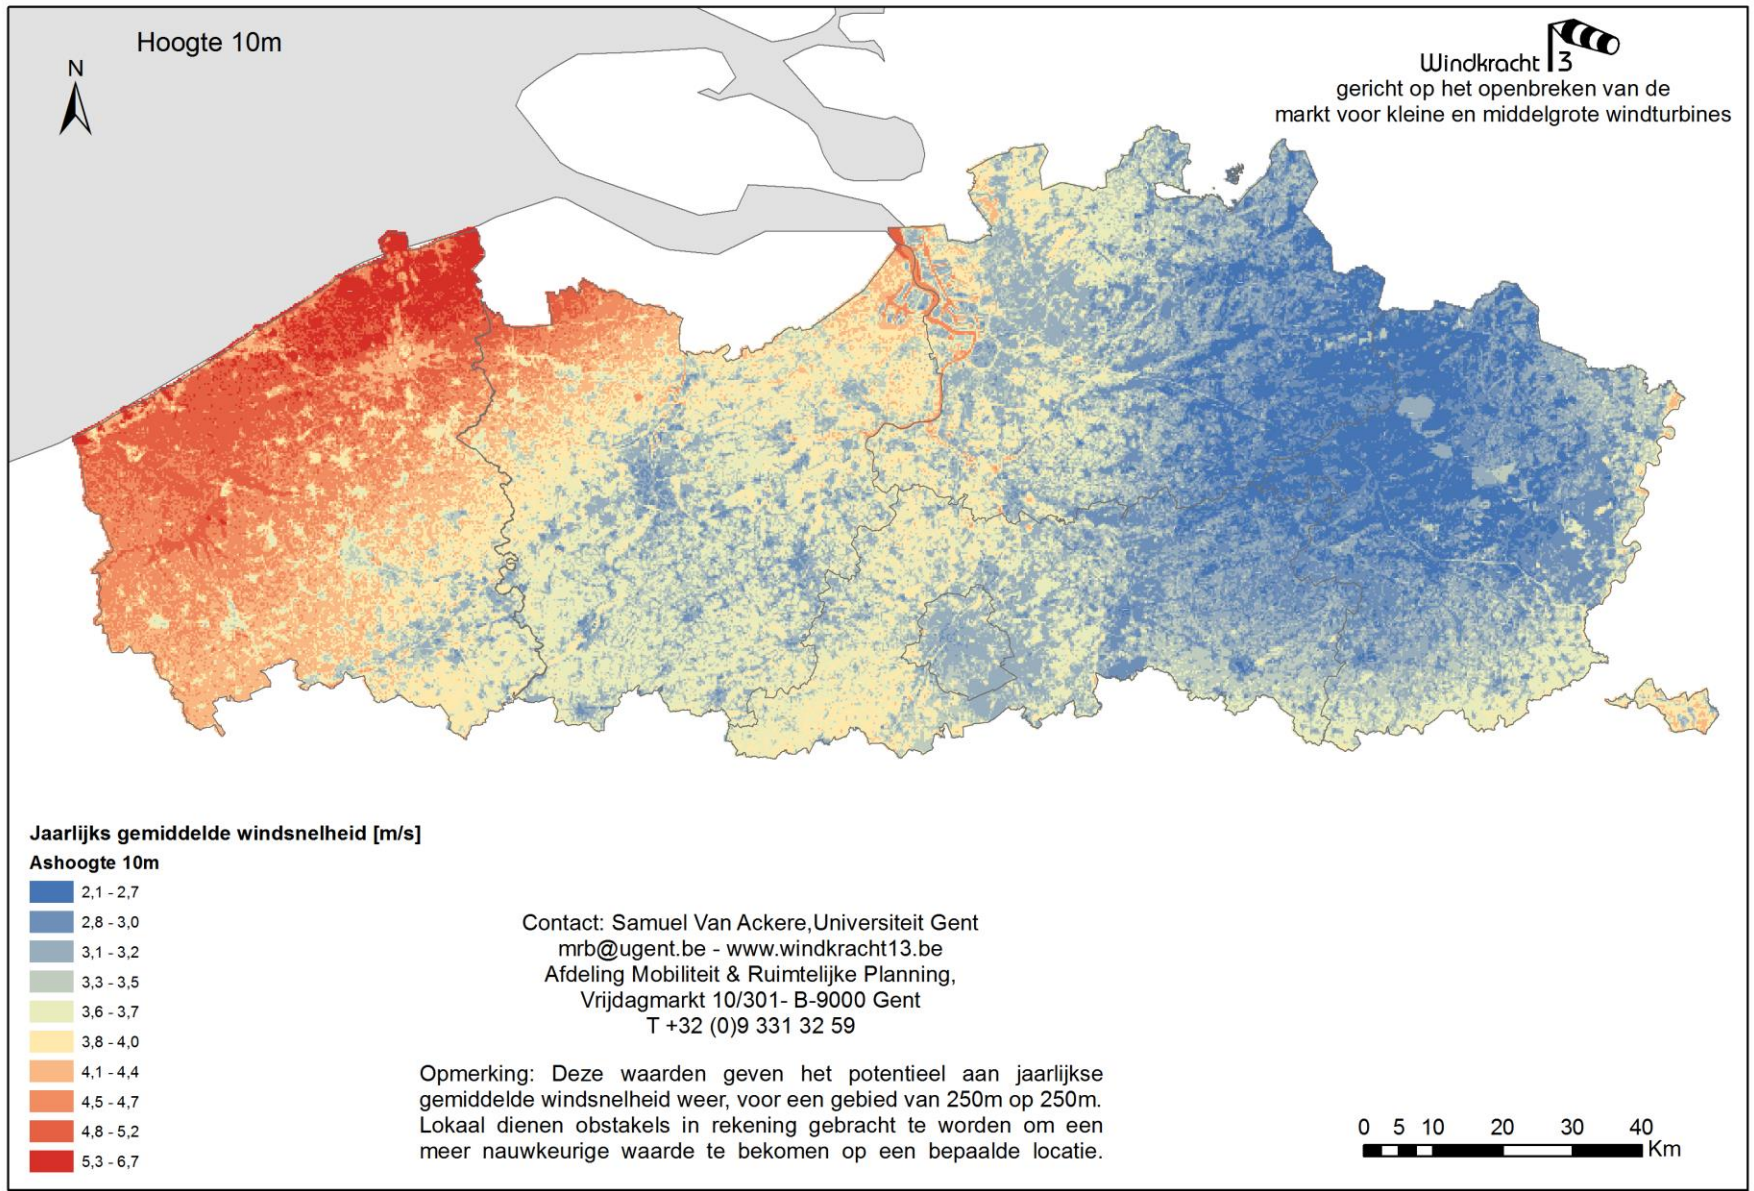 Hoogte 10m
N
Windkracht 13
gericht op het openbreken van de
markt voor kleine en middelgrote windturbines
Jaarlijks gemiddelde windsnelheid [m/s]
Ashoogte 10m
2,1 - 2,7
2,8 - 3,0
3,1 - 3,2
3,3 - 3,5
3,6 - 3,7
3,8 - 4,0
4,1 - 4,4
4,5 - 4,7
4,8 - 5,2
5,3 - 6,7
Contact: Samuel Van Ackere,Universiteit Gent
mrb@ugent.be - www.windkracht13.be
Afdeling Mobiliteit & Ruimtelijke Planning,
Vrijdagmarkt 10/301- B-9000 Gent
T +32 (0)9 331 32 59
Opmerking: Deze waarden geven het potentieel aan jaarlijkse
gemiddelde windsnelheid weer, voor een gebied van 250m op 250m.
Lokaal dienen obstakels in rekening gebracht te worden om een
meer nauwkeurige waarde te bekomen op een bepaalde locatie.
0 5 10 20 30 40
Km